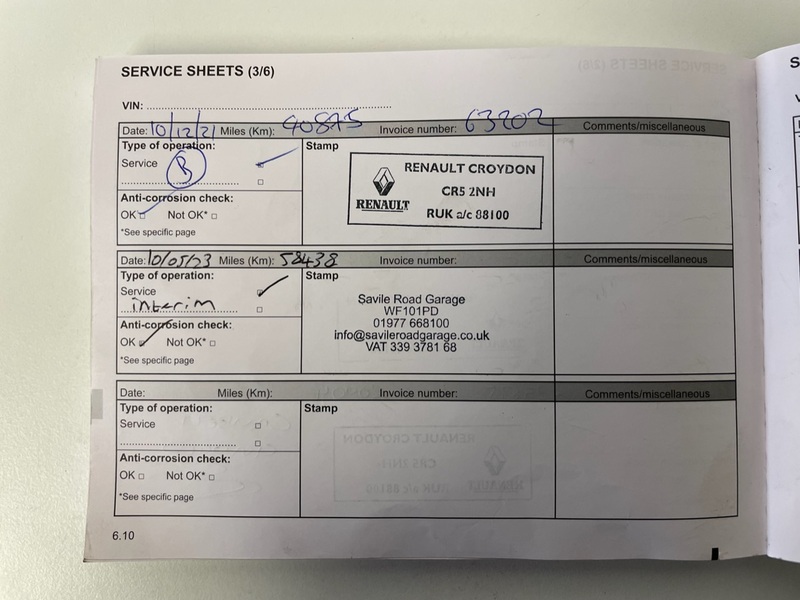 SERVICE SHEETS (3/6)
VIN: ..........................................................................
Date: 10/12/21 Miles (Km): 40875 Invoice number: 63202 Comments/miscellaneous
Type of operation: Stamp
Service
B
Anti-corrosion check:
OK □ Not OK* □
*See specific page
RENAULT CROYDON
CR5 2NH
RENAULT RUK a/c 88100
Date: 10/05/23 Miles (Km): 58438 Invoice number: Comments/miscellaneous
Type of operation: Stamp
Service
interim
Anti-corrosion check:
OK □ Not OK* □
*See specific page
Savile Road Garage
WF101PD
01977 668100
info@savileroadgarage.co.uk
VAT 339 3781 68
Date: Miles (Km): Invoice number: Comments/miscellaneous
Type of operation: Stamp
Service □
.......................................... □
Anti-corrosion check:
OK □ Not OK* □
*See specific page
6.10